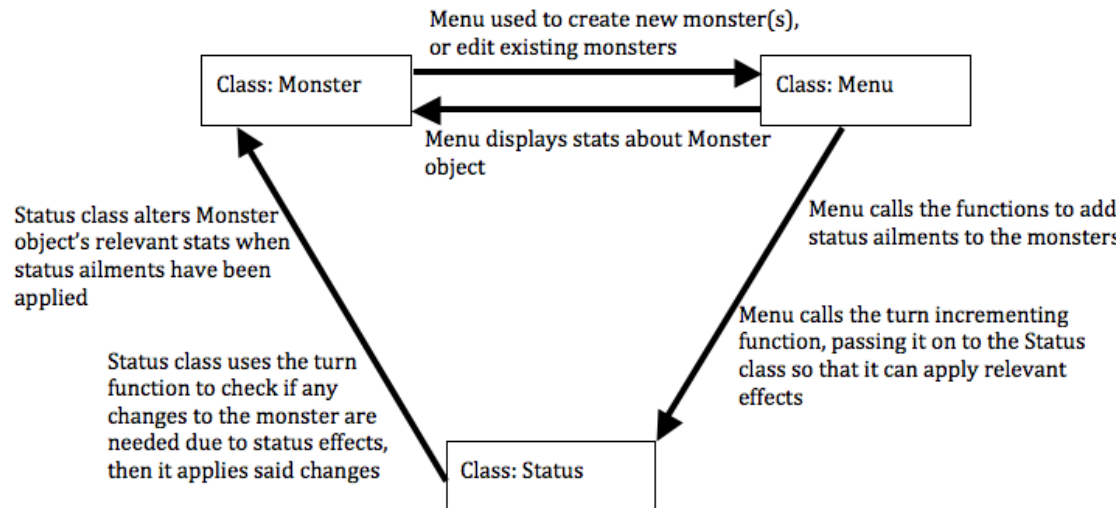 Menu used to create new monster(s),
or edit existing monsters
Class: Monster
Class: Menu
Menu displays stats about Monster
object
Status class alters Monster
object's relevant stats when
status ailments have been
applied
Menu calls the functions to add
status ailments to the monsters
Menu calls the turn incrementing
function, passing it on to the Status
class so that it can apply relevant
effects
Status class uses the turn
function to check if any
changes to the monster are
needed due to status effects,
then it applies said changes
Class: Status